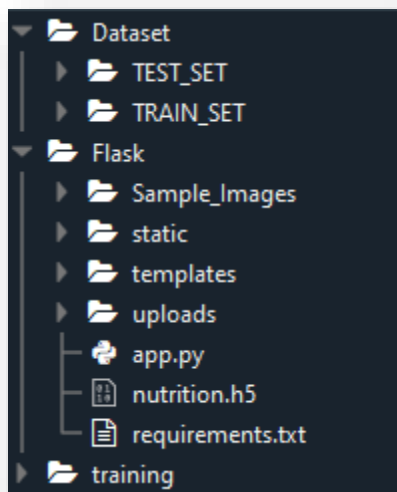 Dataset
TEST_SET
TRAIN_SET
Flask
Sample_Images
static
templates
uploads
app.py
nutrition.h5
requirements.txt
training